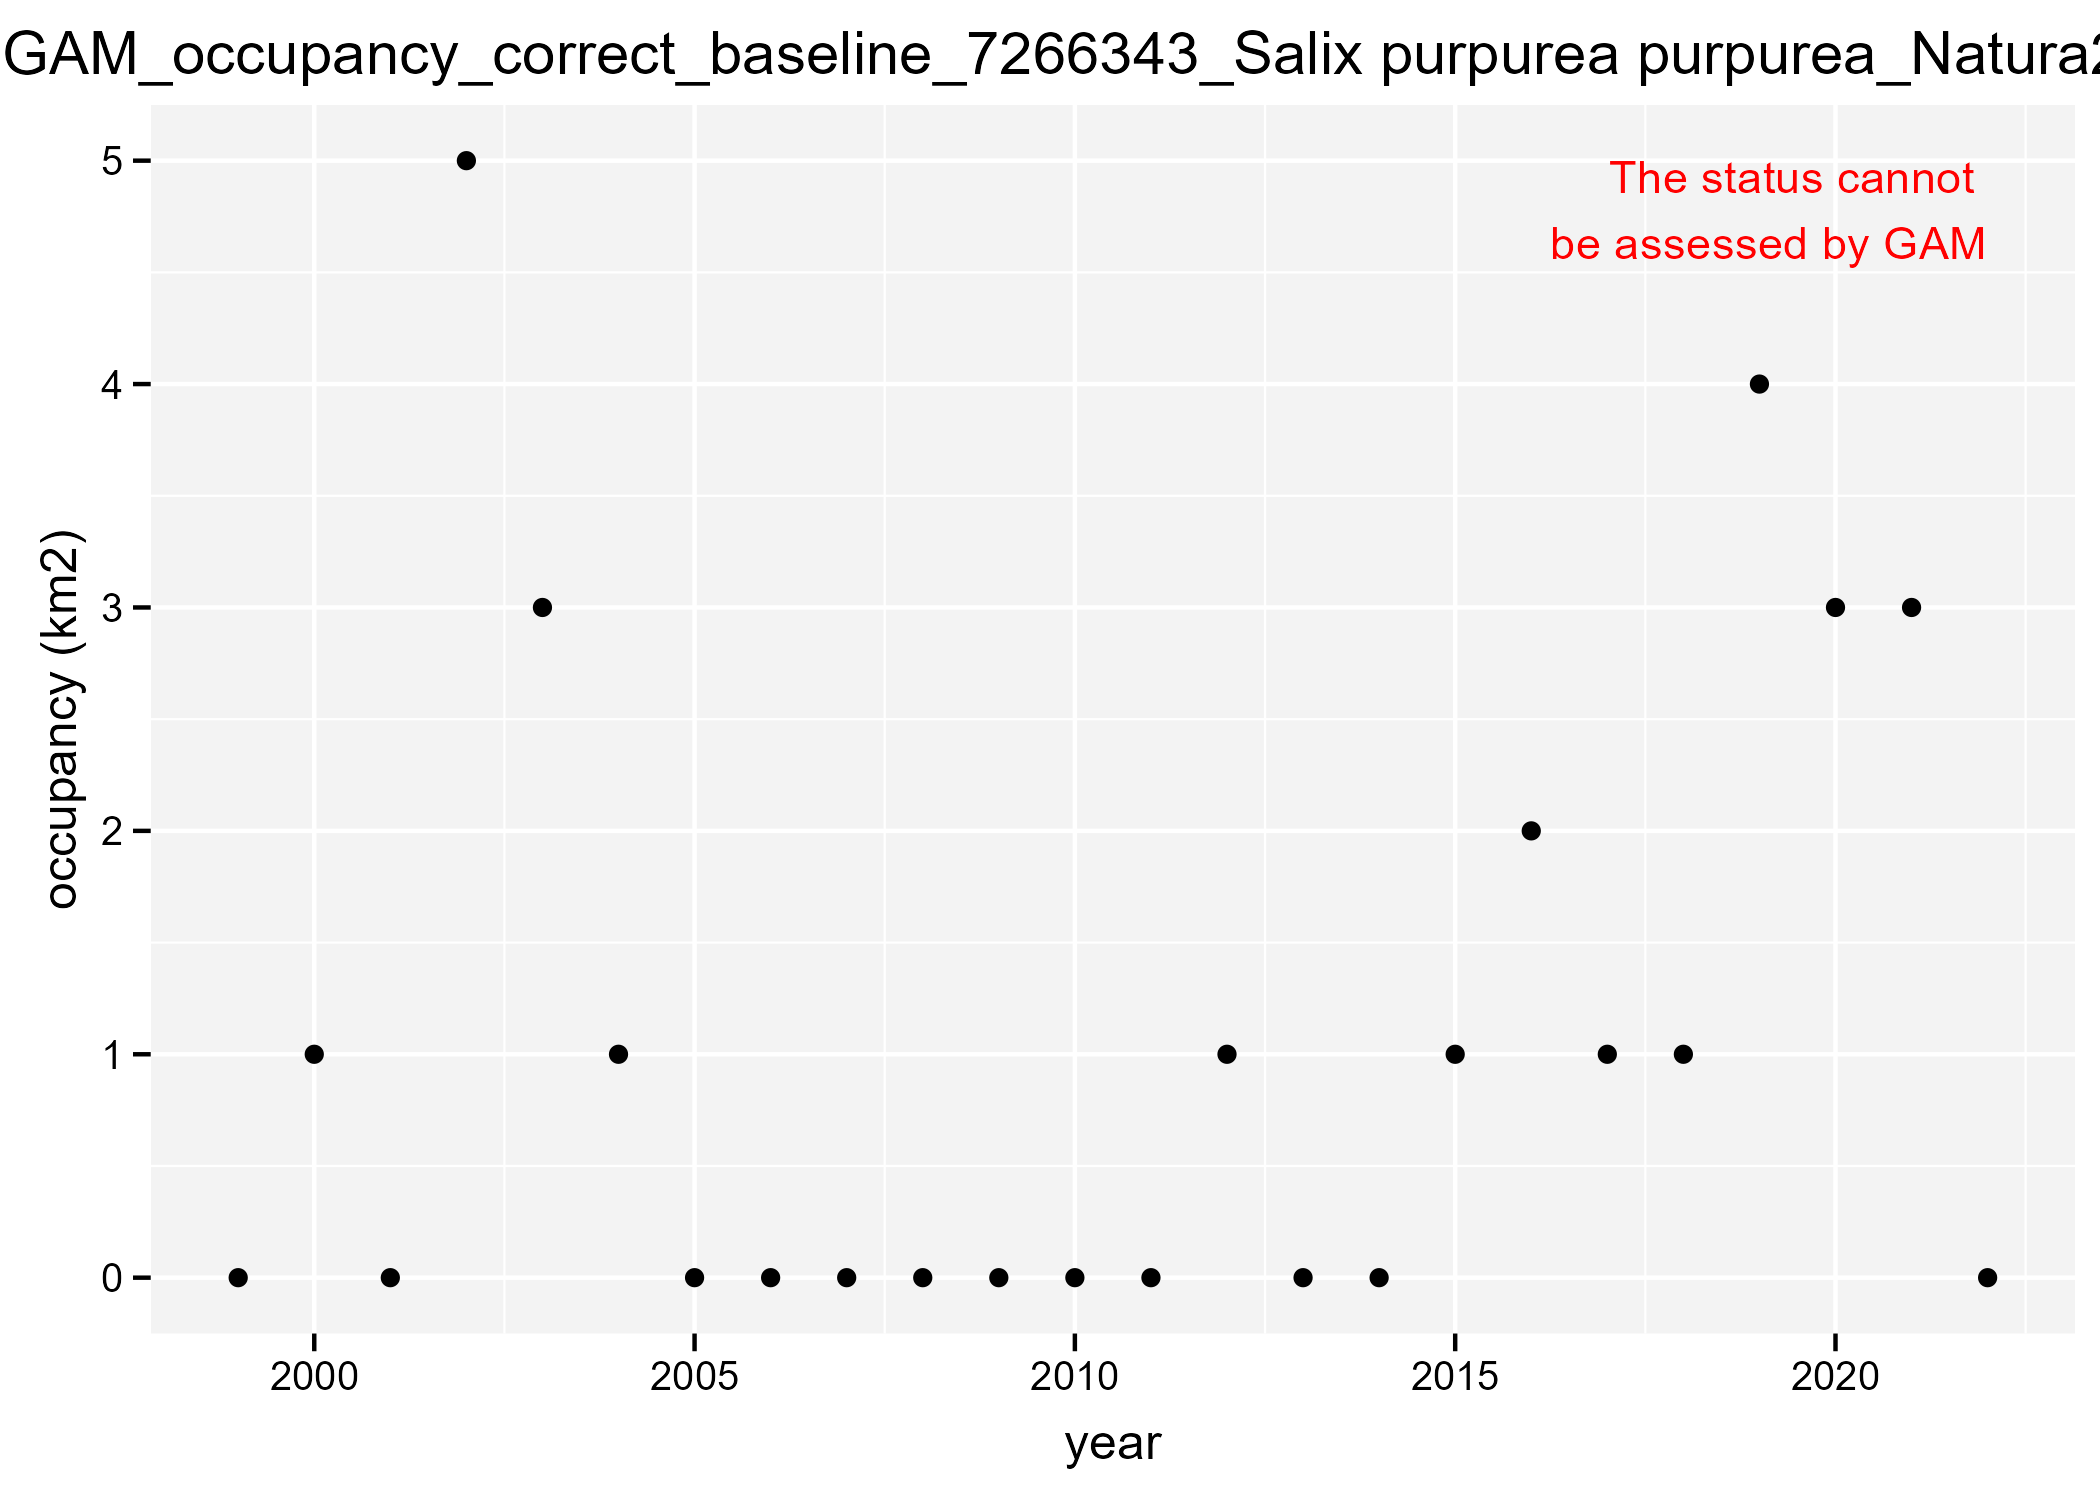 GAM_occupancy_correct_baseline_7266343_Salix purpurea purpurea_Natura2
The status cannot
be assessed by GAM
5
4
3
2
1
0
occupancy (km2)
2000 2005 2010 2015 2020
year